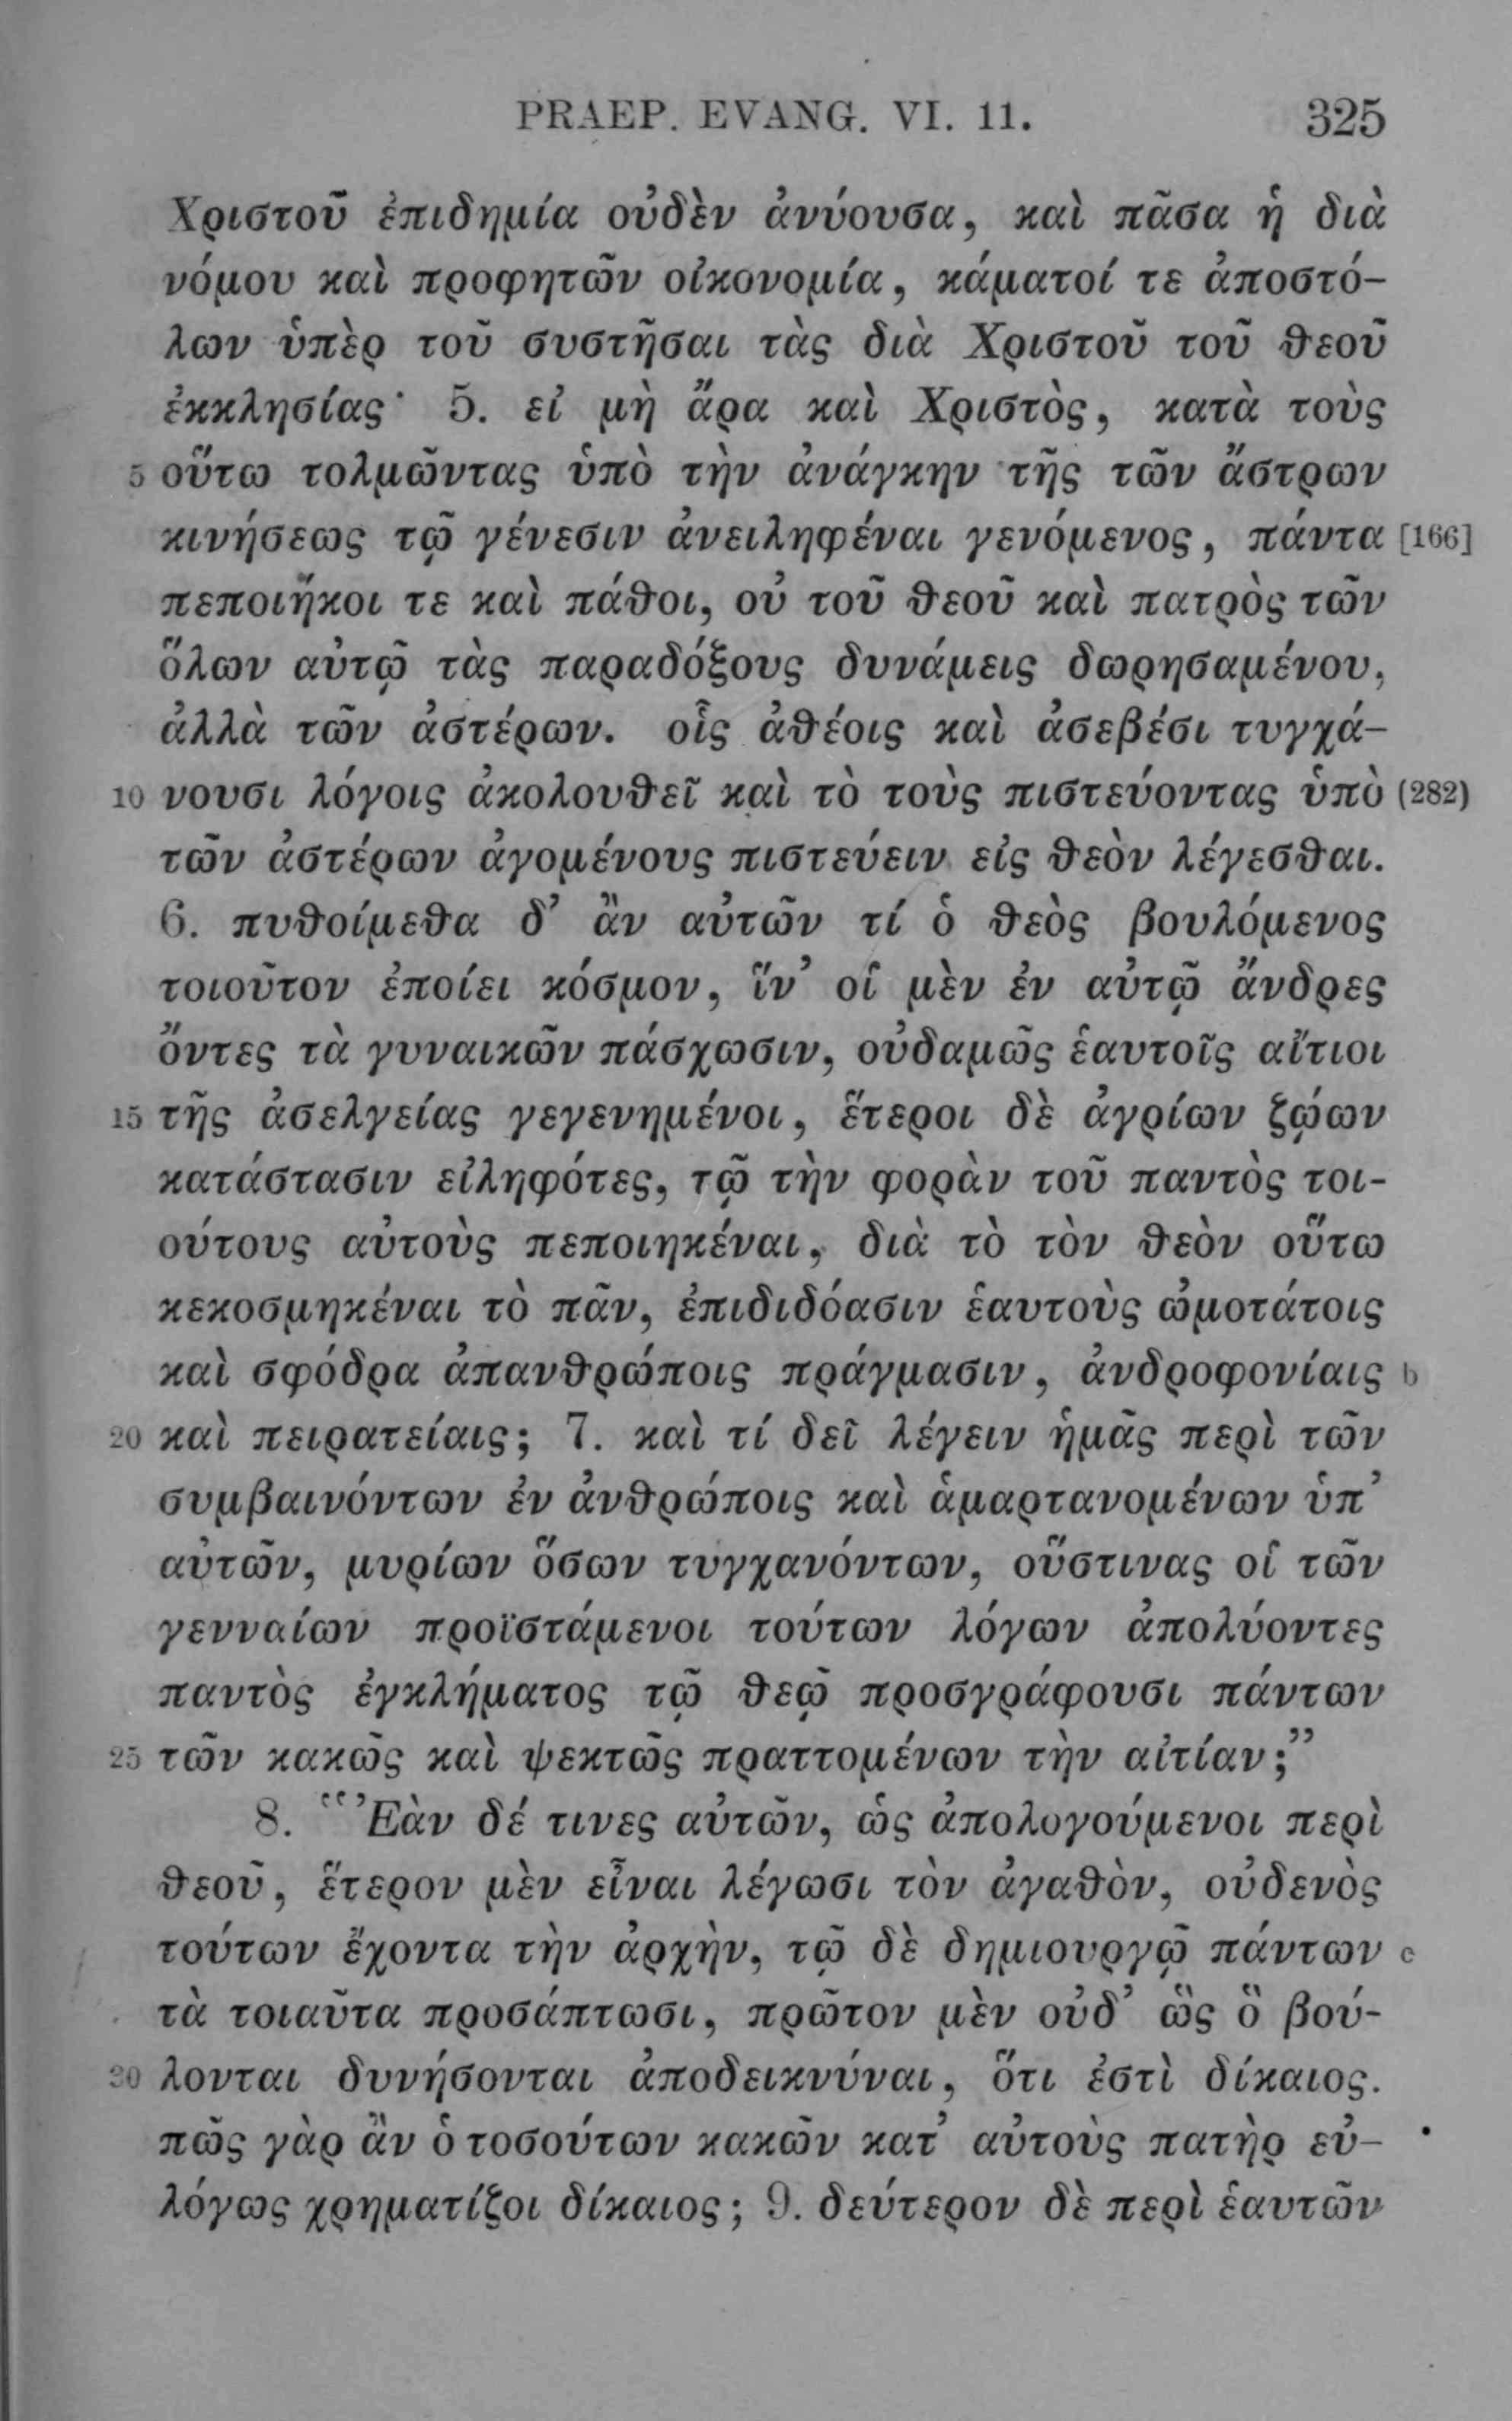 PRAEP. EVANG. VI. 11. 325
Χριστοῦ ἐπιδημία οὐδὲν ἀνύουσα, καὶ πᾶσα ἡ διὰ
νόμου καὶ προφητῶν οἰκονομία, κάματοί τε ἀποστό-
λων ὑπὲρ τοῦ συστῆσαι τὰς διὰ Χριστοῦ τοῦ θεοῦ
ἐκκλησίας· 5. εἰ μὴ ἄρα καὶ Χριστὸς, κατὰ τοὺς
5 οὕτω τολμῶντας ὑπὸ τὴν ἀνάγκην τῆς τῶν ἄστρων
κινήσεως τῷ γένεσιν ἀνειληφέναι γενόμενος, πάντα [166]
πεποιήκοι τε καὶ πάθοι, οὐ τοῦ θεοῦ καὶ πατρὸς τῶν
ὅλων αὐτῷ τὰς παραδόξους δυνάμεις δωρησαμένου,
ἀλλὰ τῶν ἀστέρων. οἷς ἀθέοις καὶ ἀσεβέσι τυγχά-
10 νουσι λόγοις ἀκολουθεῖ καὶ τὸ τοὺς πιστεύοντας ὑπὸ (282)
τῶν ἀστέρων ἀγομένους πιστεύειν εἰς θεὸν λέγεσθαι.
6. πυθοίμεθα δ’ ἂν αὐτῶν τί ὁ θεὸς βουλόμενος
τοιοῦτον ἐποίει κόσμον, ἵν’ οἱ μὲν ἐν αὐτῷ ἄνδρες
ὄντες τὰ γυναικῶν πάσχωσιν, οὐδαμῶς ἑαυτοῖς αἴτιοι
15 τῆς ἀσελγείας γεγενημένοι, ἕτεροι δὲ ἀγρίων ζῴων
κατάστασιν εἰληφότες, τῷ τὴν φορὰν τοῦ παντὸς τοι-
ούτους αὐτοὺς πεποιηκέναι, διὰ τὸ τὸν θεὸν οὕτω
κεκοσμηκέναι τὸ πᾶν, ἐπιδιδόασιν ἑαυτοὺς ὠμοτάτοις
καὶ σφόδρα ἀπανθρώποις πράγμασιν, ἀνδροφονίαις b
20 καὶ πειρατείαις; 7. καὶ τί δεῖ λέγειν ἡμᾶς περὶ τῶν
συμβαινόντων ἐν ἀνθρώποις καὶ ἁμαρτανομένων ὑπ’
αὐτῶν, μυρίων ὅσων τυγχανόντων, οὕστινας οἱ τῶν
γενναίων προϊστάμενοι τούτων λόγων ἀπολύοντες
παντὸς ἐγκλήματος τῷ θεῷ προσγράφουσι πάντων
25 τῶν κακῶς καὶ ψεκτῶς πραττομένων τὴν αἰτίαν;”
8. “Ἐὰν δέ τινες αὐτῶν, ὡς ἀπολογούμενοι περὶ
θεοῦ, ἕτερον μὲν εἶναι λέγωσι τὸν ἀγαθὸν, οὐδενὸς
τούτων ἔχοντα τὴν ἀρχὴν, τῷ δὲ δημιουργῷ πάντων c
τὰ τοιαῦτα προσάπτωσι, πρῶτον μὲν οὐδ’ ὣς ὃ βού-
30 λονται δυνήσονται ἀποδεικνύναι, ὅτι ἐστὶ δίκαιος.
πῶς γὰρ ἂν ὁ τοσούτων κακῶν κατ’ αὐτοὺς πατὴρ εὐ-
λόγως χρηματίζοι δίκαιος; 9. δεύτερον δὲ περὶ ἑαυτῶν